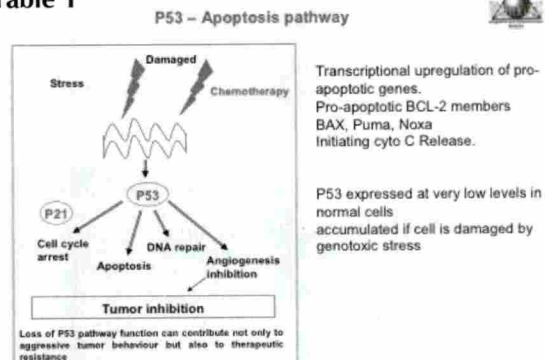 Table 1
P53 – Apoptosis pathway
Damaged
Stress
Chemotherapy
P53
P21
Cell cycle
arrest
Apoptosis
DNA repair
Angiogenesis
inhibition
Tumor inhibition
Loss of P53 pathway function can contribute not only to
aggressive tumor behaviour but also to therapeutic
resistance
Transcriptional upregulation of pro-
apoptotic genes.
Pro-apoptotic BCL-2 members
BAX, Puma, Noxa
Initiating cyto C Release.
P53 expressed at very low levels in
normal cells
accumulated if cell is damaged by
genotoxic stress